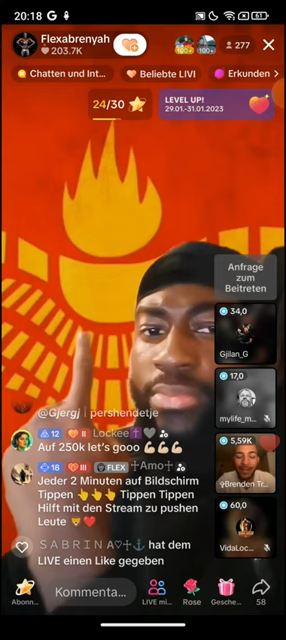 20:18 G
61
Flexabrenyah
203.7K
100+
100+
277
Chatten und Int...
Beliebte LIVI
Erkunden >
24/30
LEVEL UP!
29.01.-31.01.2023
Anfrage
zum
Beitreten
34,0
Gjilan_G
17,0
mylife_m...
5,59K
Brenden Tr...
60,0
VidaLoc...
@Gjergj I pershendetje
12 II Lockee✝️🖤
Auf 250k let's gooo 💪🏼💪🏼💪🏼
18 III FLEX ♱Amo♱
Jeder 2 Minuten auf Bildschirm
Tippen 👆👆👆 Tippen Tippen
Hilft mit den Stream zu pushen
Leute 🦁❤️
S A B R I N A♡♱⚓ hat dem
LIVE einen Like gegeben
Abonn...
Kommenta...
LIVE mi...
Rose
Gesche...
58